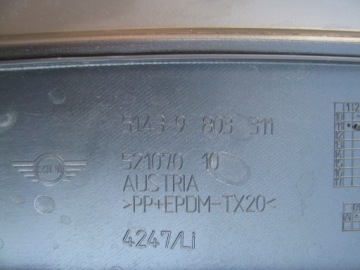 5143 9 803 311
521070 10
AUSTRIA
>PP+EPDM-TX20<
4247/Li